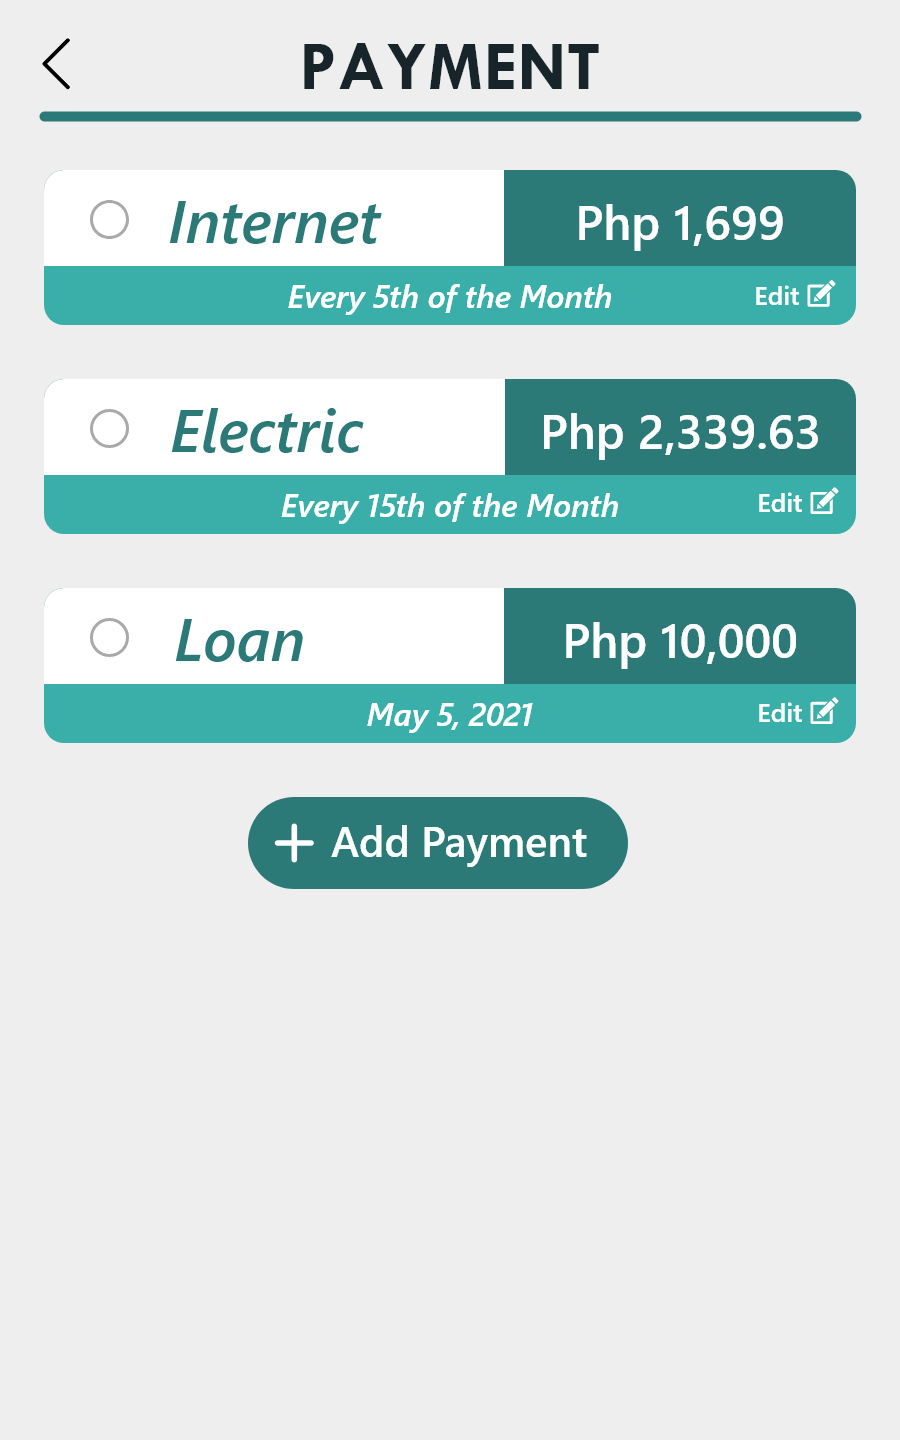 PAYMENT
Internet
Php 1,699
Every 5th of the Month
Edit
Electric
Php 2,339.63
Every 15th of the Month
Edit
Loan
Php 10,000
May 5, 2021
Edit
+ Add Payment